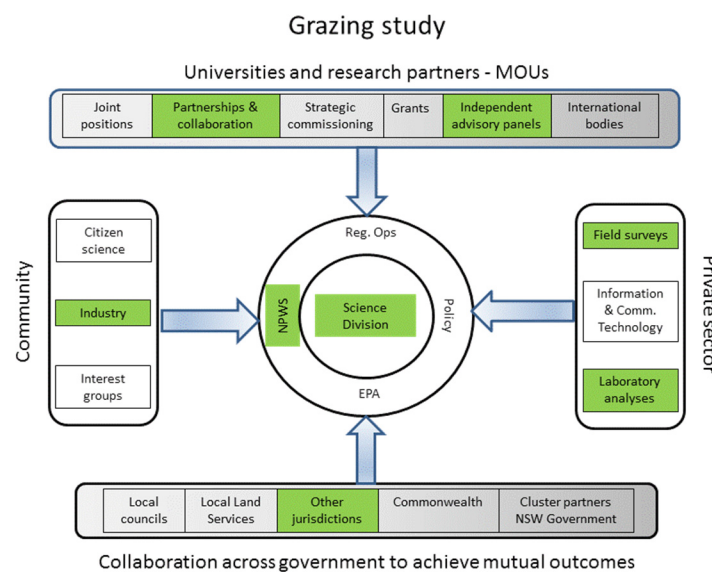 Grazing study
Universities and research partners - MOUs
Joint
positions
Partnerships &
collaboration
Strategic
commissioning
Grants
Independent
advisory panels
International
bodies
Community
Citizen
science
Industry
Interest
groups
Reg. Ops
NPWS
Science
Division
Policy
EPA
Field surveys
Information
& Comm.
Technology
Laboratory
analyses
Private sector
Local
councils
Local Land
Services
Other
jurisdictions
Commonwealth
Cluster partners
NSW Government
Collaboration across government to achieve mutual outcomes